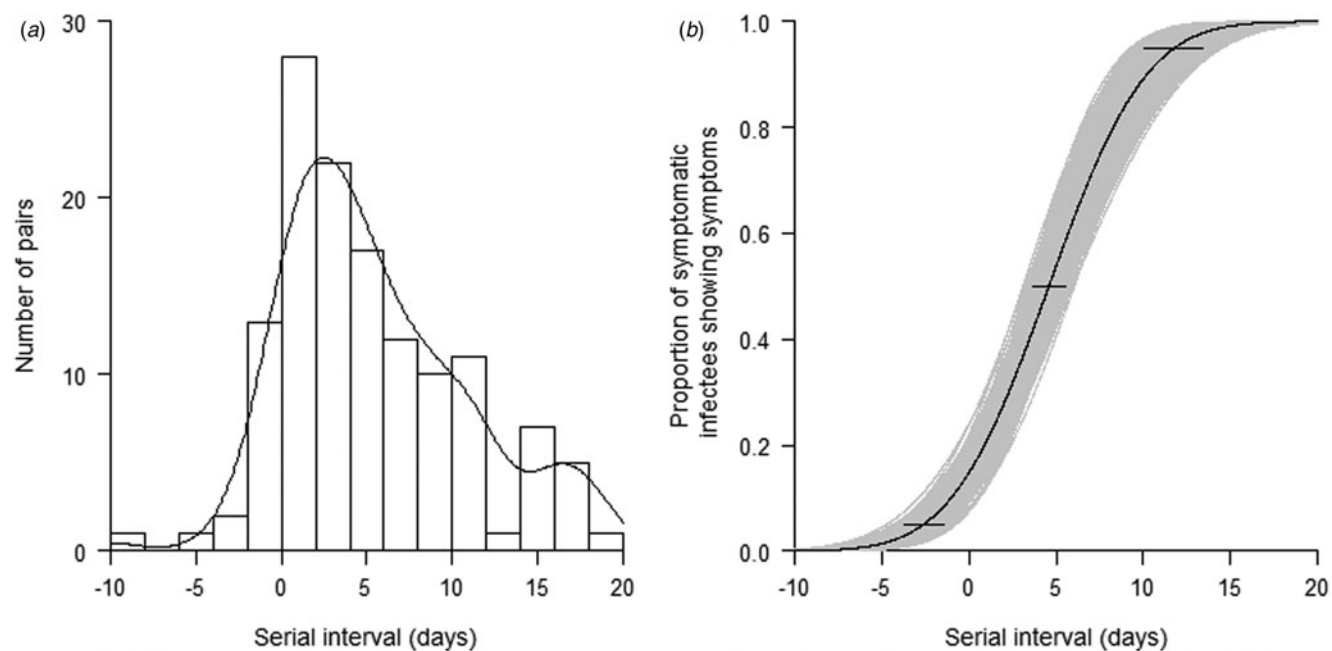 (a)
30
20
10
0
Number of pairs
-10 -5 0 5 10 15 20
Serial interval (days)
(b)
1.0
0.8
0.6
0.4
0.2
0.0
Proportion of symptomatic
infectees showing symptoms
-10 -5 0 5 10 15 20
Serial interval (days)